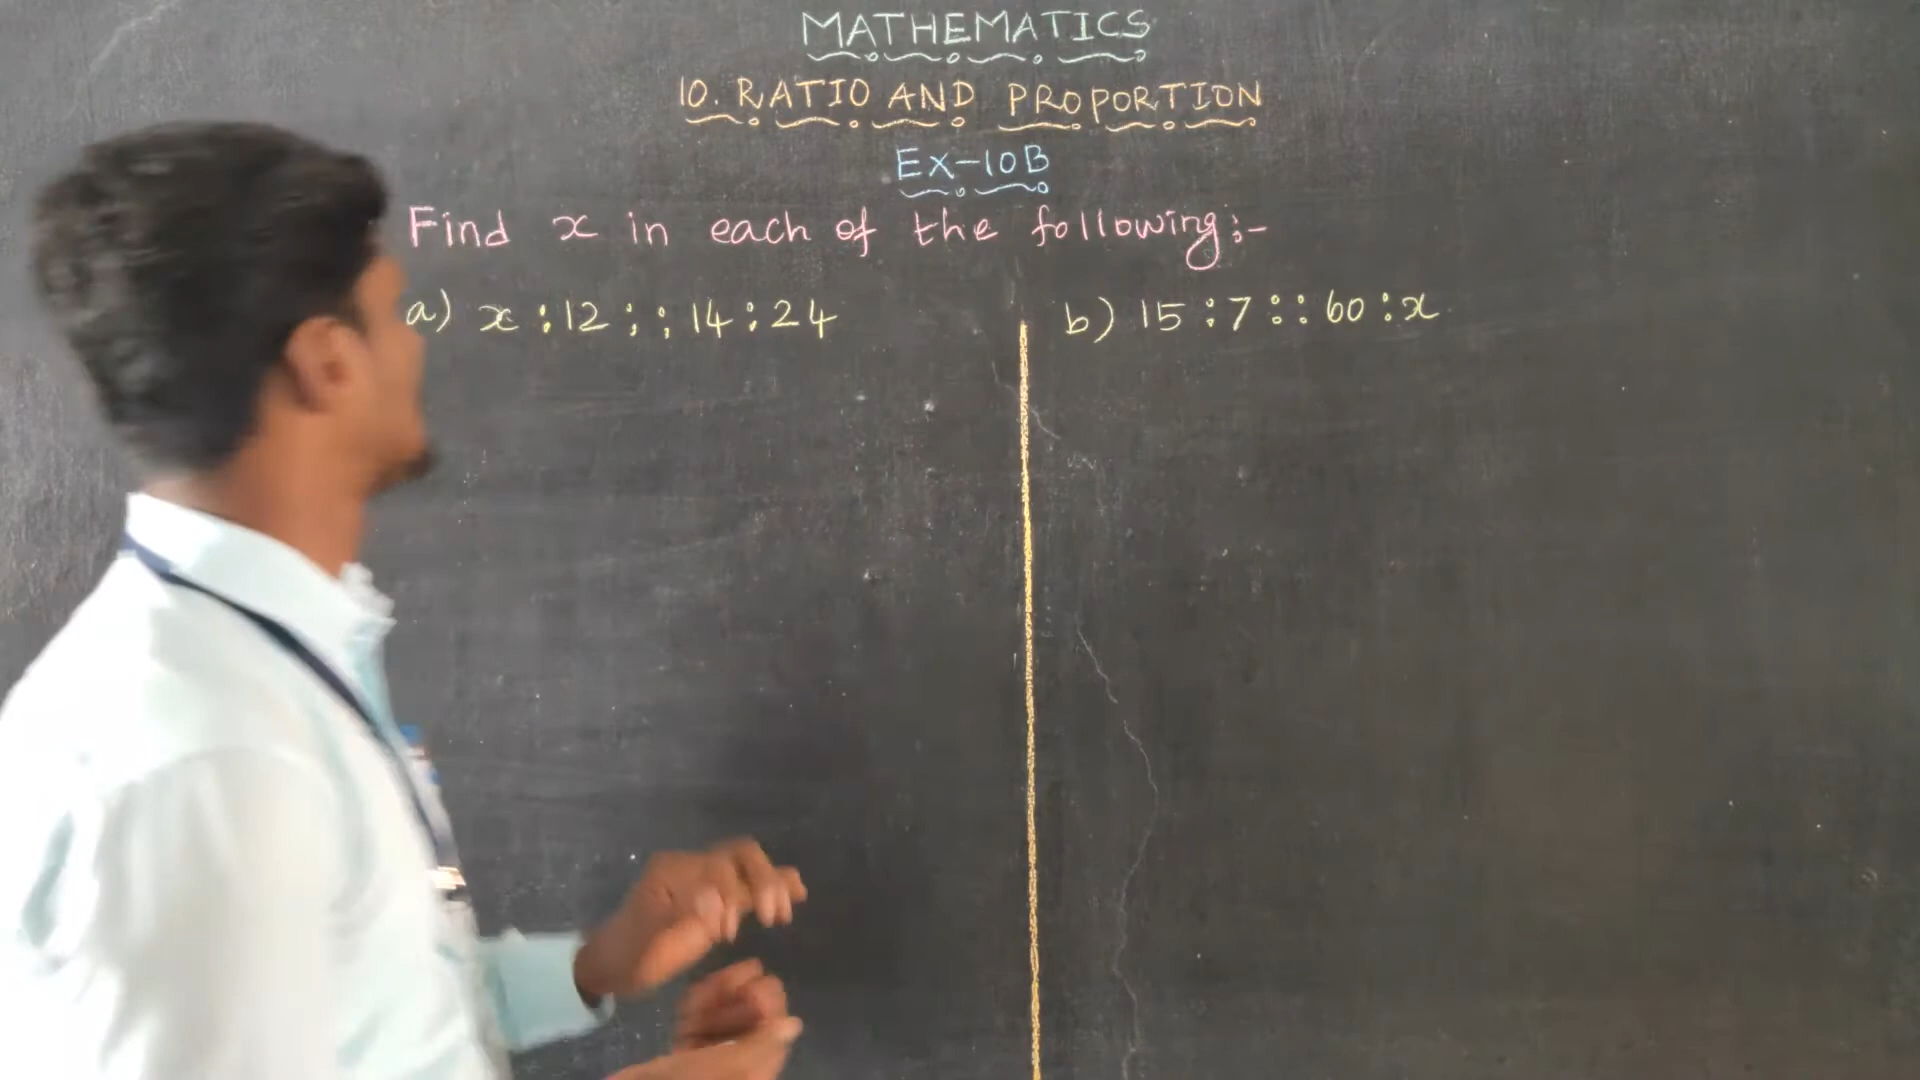 MATHEMATICS
10. RATIO AND PROPORTION
Ex-10B
Find x in each of the following:-
a) x : 12 :: 14 : 24
b) 15 : 7 :: 60 : x